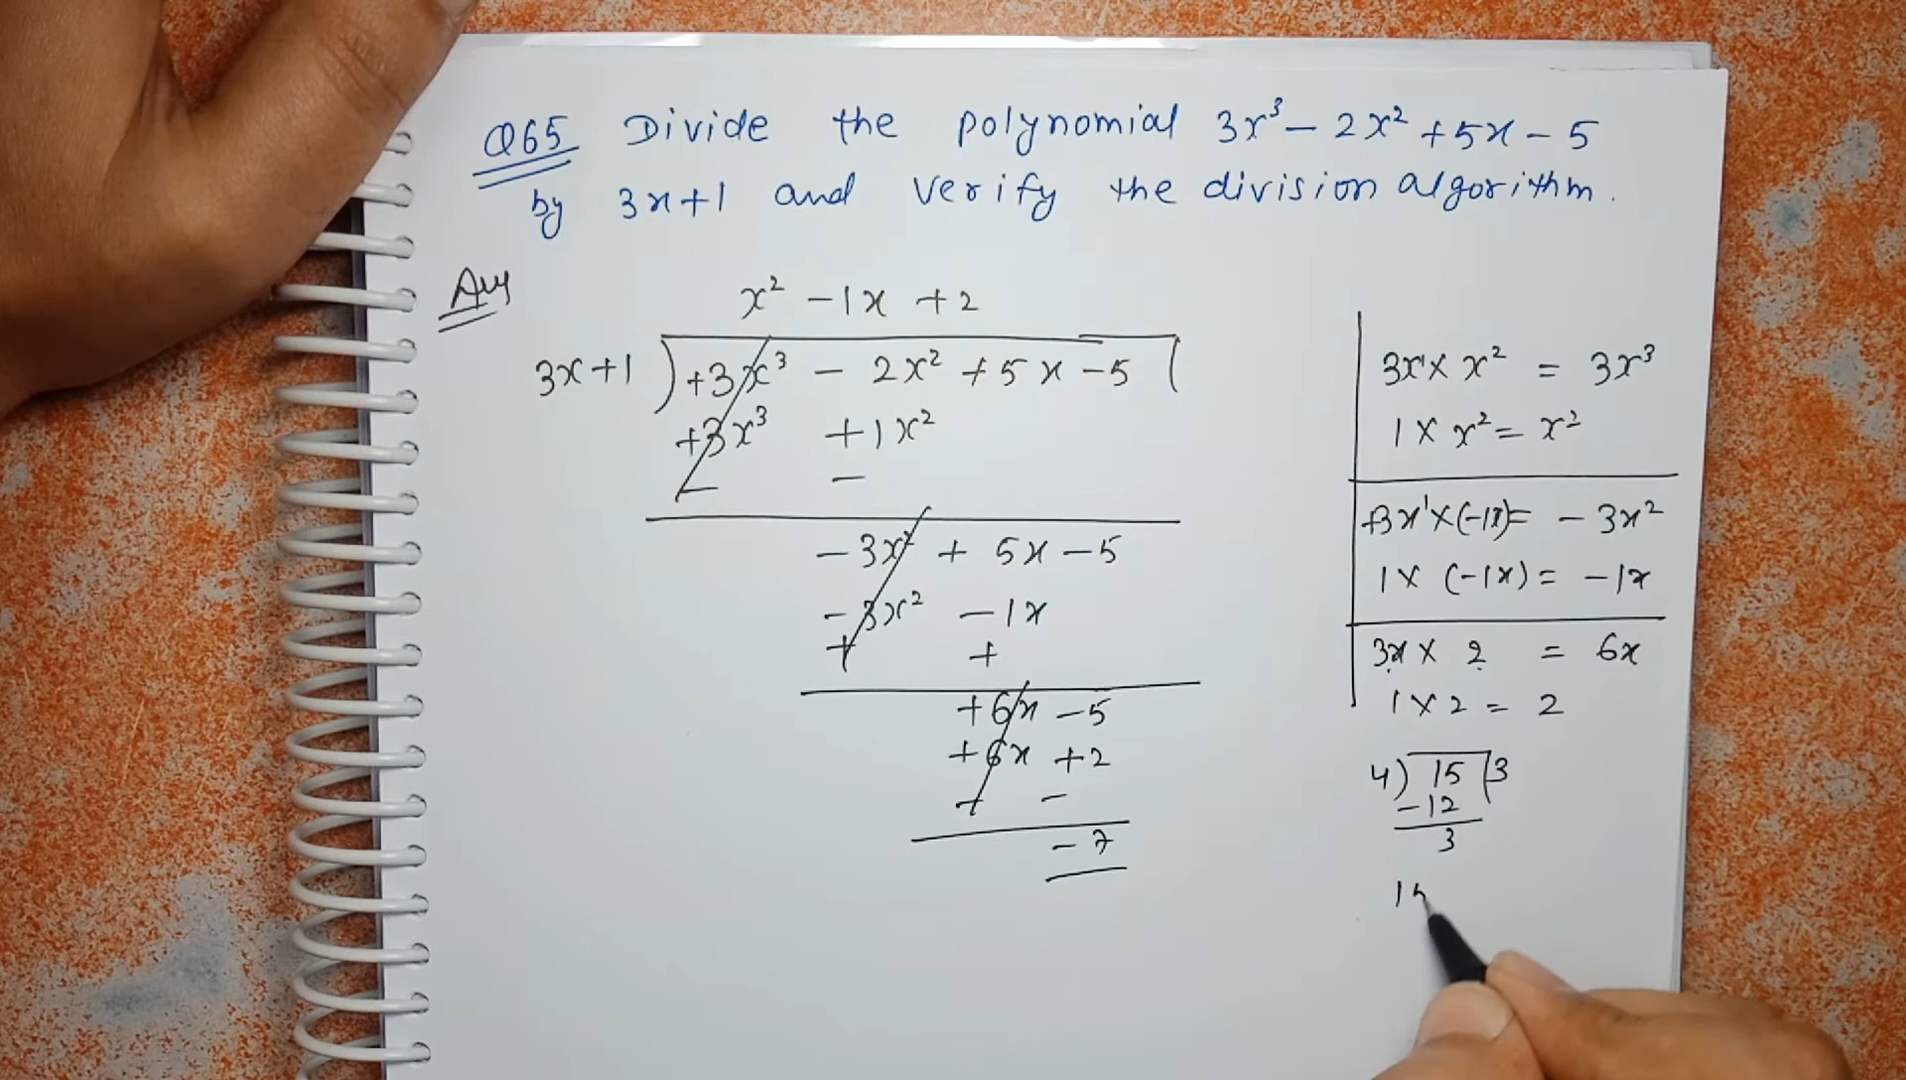 Q65 Divide the polynomial 3x³ - 2x² + 5x - 5
by 3x+1 and verify the division algorithm.
Ans
x² - 1x + 2
3x+1 ) +3x³ - 2x² + 5x - 5 (
+3x³ + 1x²
- -
-3x² + 5x - 5
-3x² - 1x
+ +
+6x - 5
+6x + 2
- -
-7
3x¹ × x² = 3x³
1 × x² = x²
+3x¹ × (-1x) = -3x²
1 × (-1x) = -1x
3x × 2 = 6x
1 × 2 = 2
4) 15 (3
-12
3
15